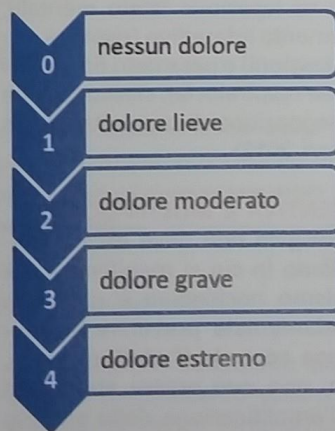 0 nessun dolore
1 dolore lieve
2 dolore moderato
3 dolore grave
4 dolore estremo